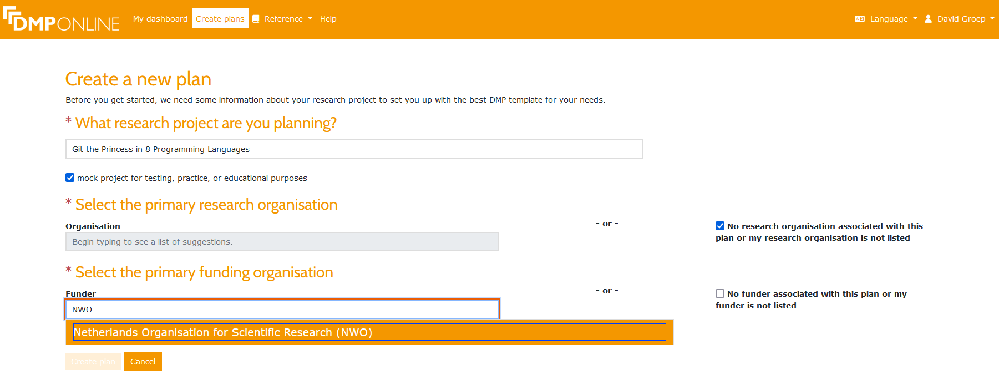 DMPONLINE My dashboard Create plans Reference Help Language David Groep
Create a new plan
Before you get started, we need some information about your research project to set you up with the best DMP template for your needs.
* What research project are you planning?
Git the Princess in 8 Programming Languages
mock project for testing, practice, or educational purposes
* Select the primary research organisation
Organisation
Begin typing to see a list of suggestions.
- or -
No research organisation associated with this
plan or my research organisation is not listed
* Select the primary funding organisation
Funder
NWO
Netherlands Organisation for Scientific Research (NWO)
- or -
No funder associated with this plan or my
funder is not listed
Create plan Cancel